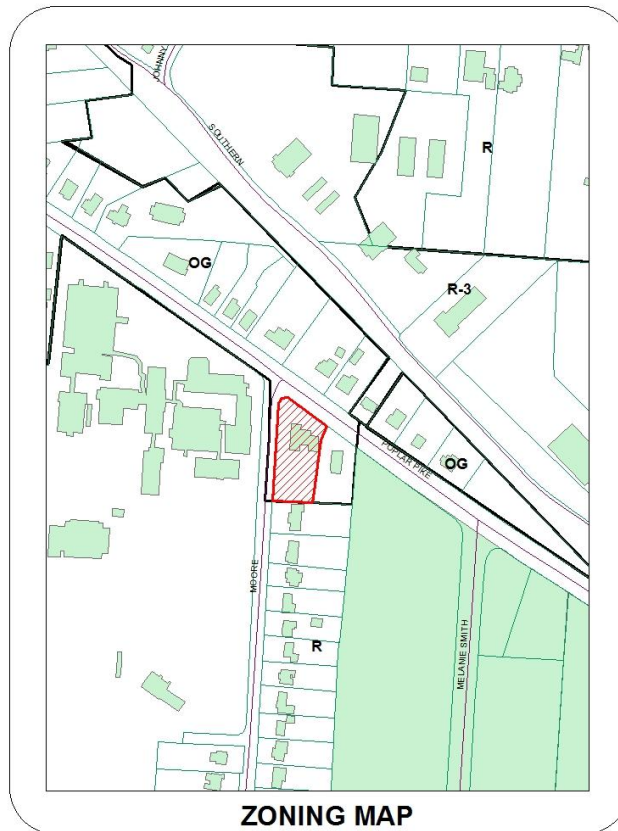 JOHNNY
SOUTHERN
R
OG
R-3
POPLAR PIKE
OG
MOORE
MELANIE SMITH
R
ZONING MAP